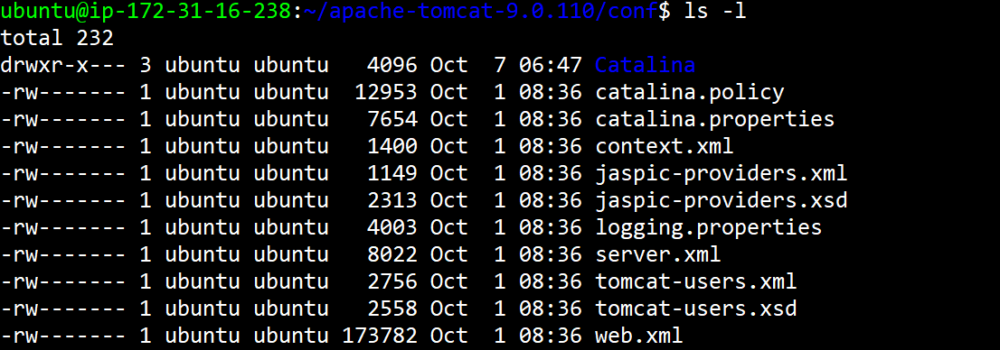 ubuntu@ip-172-31-16-238:~/apache-tomcat-9.0.110/conf$ ls -l
total 232
drwxr-x--- 3 ubuntu ubuntu   4096 Oct  7 06:47 Catalina
-rw------- 1 ubuntu ubuntu  12953 Oct  1 08:36 catalina.policy
-rw------- 1 ubuntu ubuntu   7654 Oct  1 08:36 catalina.properties
-rw------- 1 ubuntu ubuntu   1400 Oct  1 08:36 context.xml
-rw------- 1 ubuntu ubuntu   1149 Oct  1 08:36 jaspic-providers.xml
-rw------- 1 ubuntu ubuntu   2313 Oct  1 08:36 jaspic-providers.xsd
-rw------- 1 ubuntu ubuntu   4003 Oct  1 08:36 logging.properties
-rw------- 1 ubuntu ubuntu   8022 Oct  1 08:36 server.xml
-rw------- 1 ubuntu ubuntu   2756 Oct  1 08:36 tomcat-users.xml
-rw------- 1 ubuntu ubuntu   2558 Oct  1 08:36 tomcat-users.xsd
-rw------- 1 ubuntu ubuntu 173782 Oct  1 08:36 web.xml